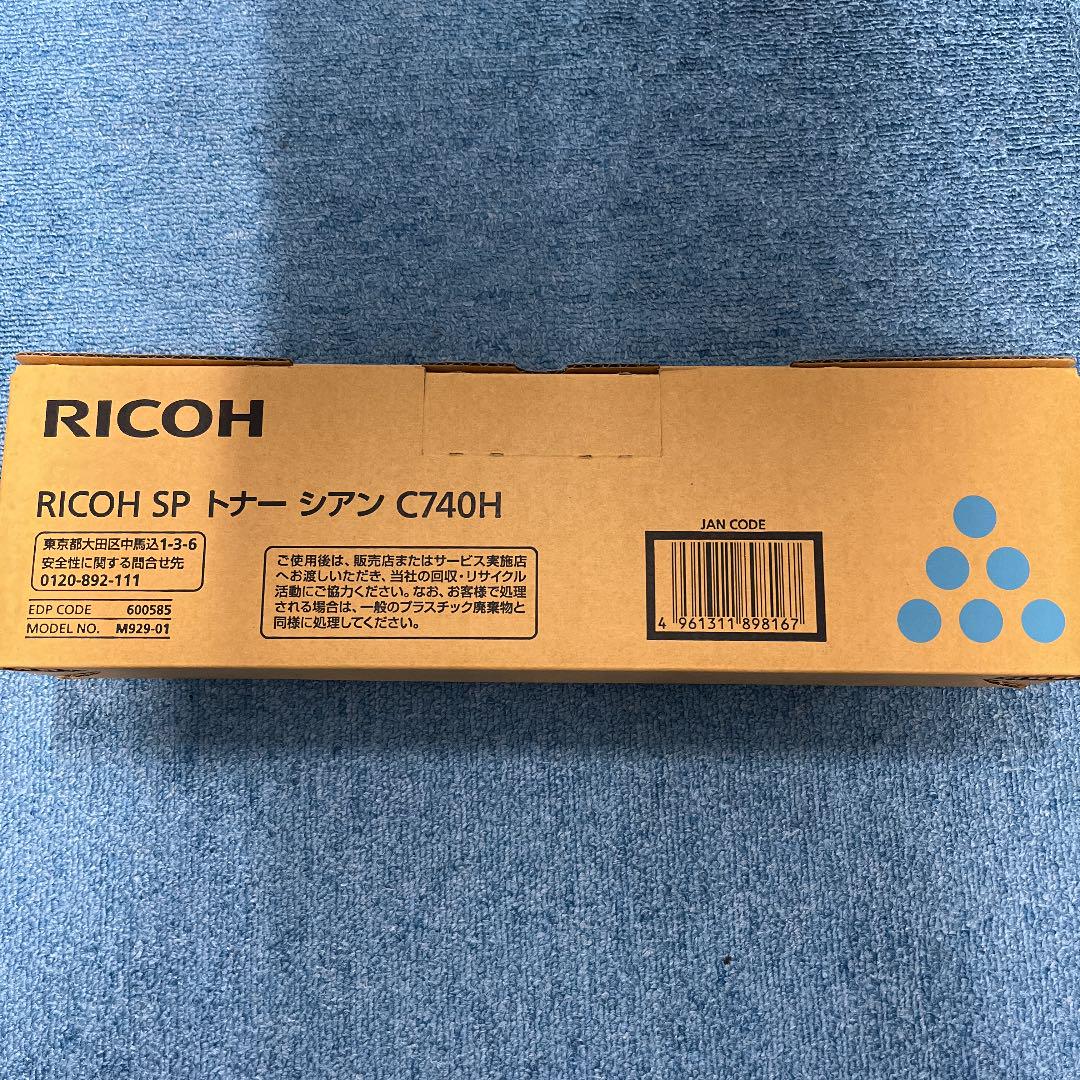 RICOH
RICOH SP トナー シアン C740H
東京都大田区中馬込1-3-6
安全性に関する問合せ先
0120-892-111
EDP CODE 600585
MODEL NO. M929-01
ご使用後は、販売店またはサービス実施店
へお渡しいただき、当社の回収・リサイクル
活動にご協力ください。なお、お客様で処理
される場合は、一般のプラスチック廃棄物と
同様に処理してください。
JAN CODE
4 961311 898167